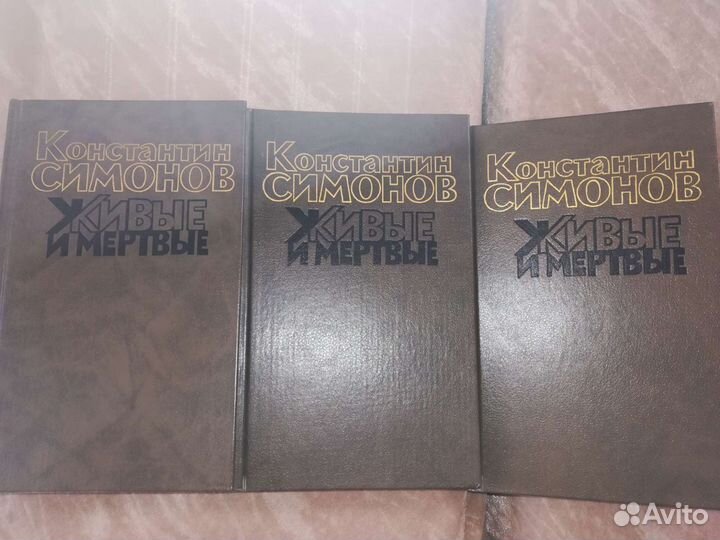 Константин
СИМОНОВ
ЖИВЫЕ
И МЕРТВЫЕ
Константин
СИМОНОВ
ЖИВЫЕ
И МЕРТВЫЕ
Константин
СИМОНОВ
ЖИВЫЕ
И МЕРТВЫЕ
Avito